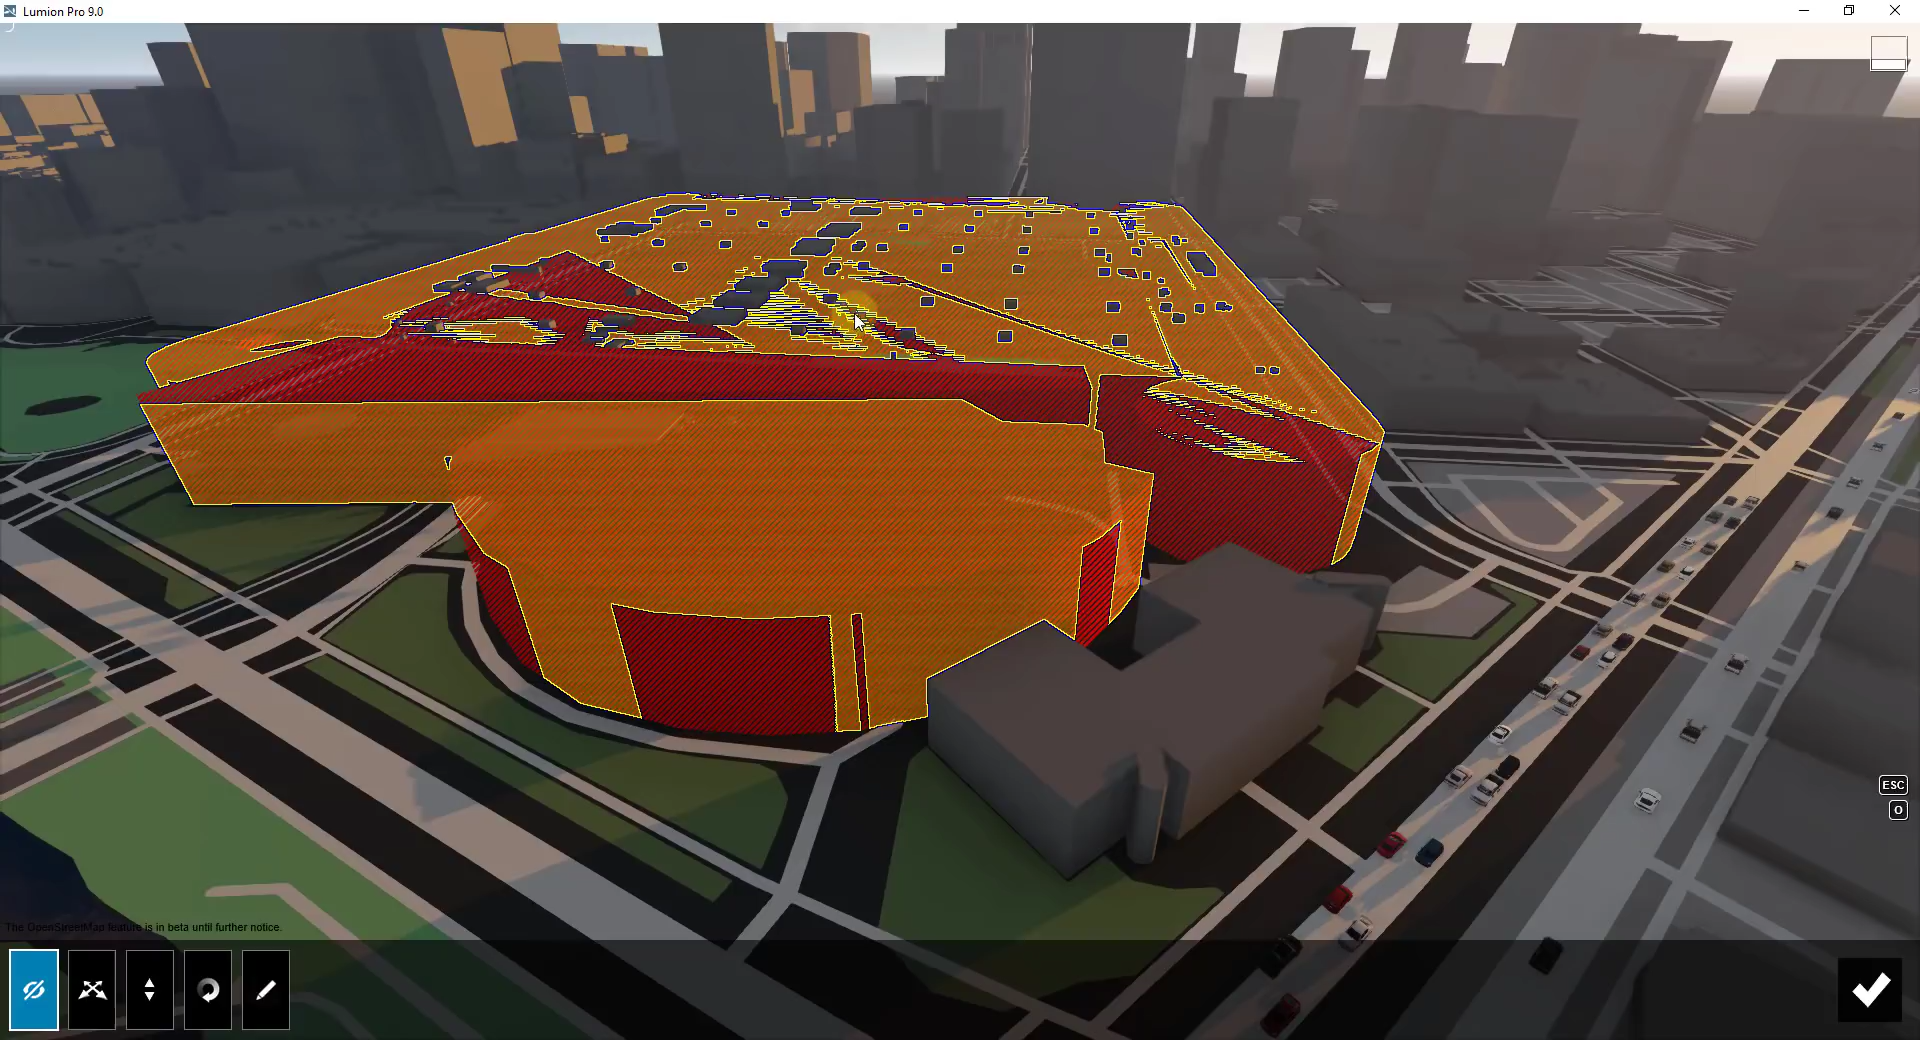 Lumion Pro 9.0
ESC
O
The OpenStreetMap feature is in beta until further notice.